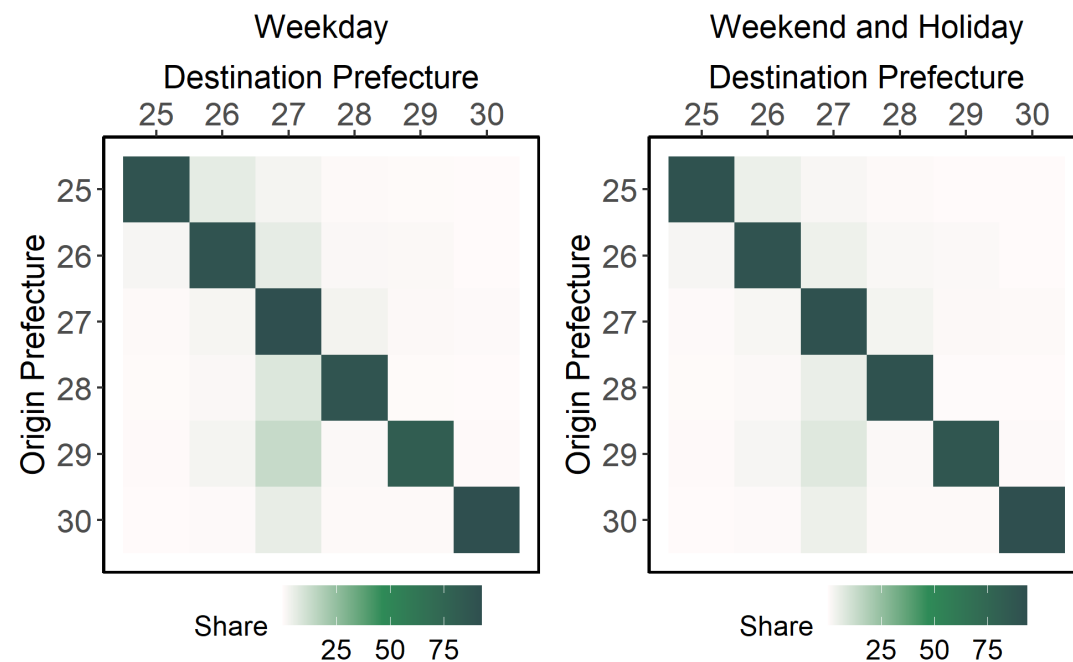 Weekday
Destination Prefecture
25 26 27 28 29 30
Origin Prefecture
25
26
27
28
29
30
Share
25 50 75
Weekend and Holiday
Destination Prefecture
25 26 27 28 29 30
Origin Prefecture
25
26
27
28
29
30
Share
25 50 75